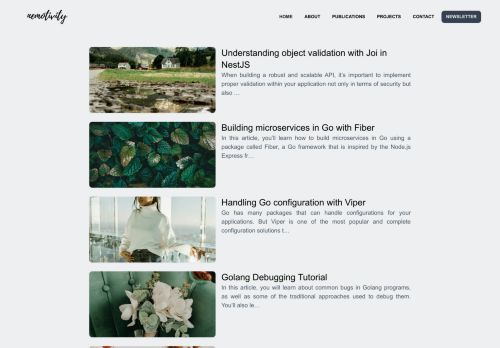 nemotivity
HOME ABOUT PUBLICATIONS PROJECTS CONTACT NEWSLETTER
Understanding object validation with Joi in
NestJS
When building a robust and scalable API, it's important to implement
proper validation within your application not only in terms of security but
also ...
Building microservices in Go with Fiber
In this article, you'll learn how to build microservices in Go using a
package called Fiber, a Go framework that is inspired by the Node.js
Express fr...
Handling Go configuration with Viper
Go has many packages that can handle configurations for your
applications. But Viper is one of the most popular and complete
configuration solutions t...
Golang Debugging Tutorial
In this article, you will learn about common bugs in Golang programs,
as well as some of the traditional approaches used to debug them.
You'll also le...